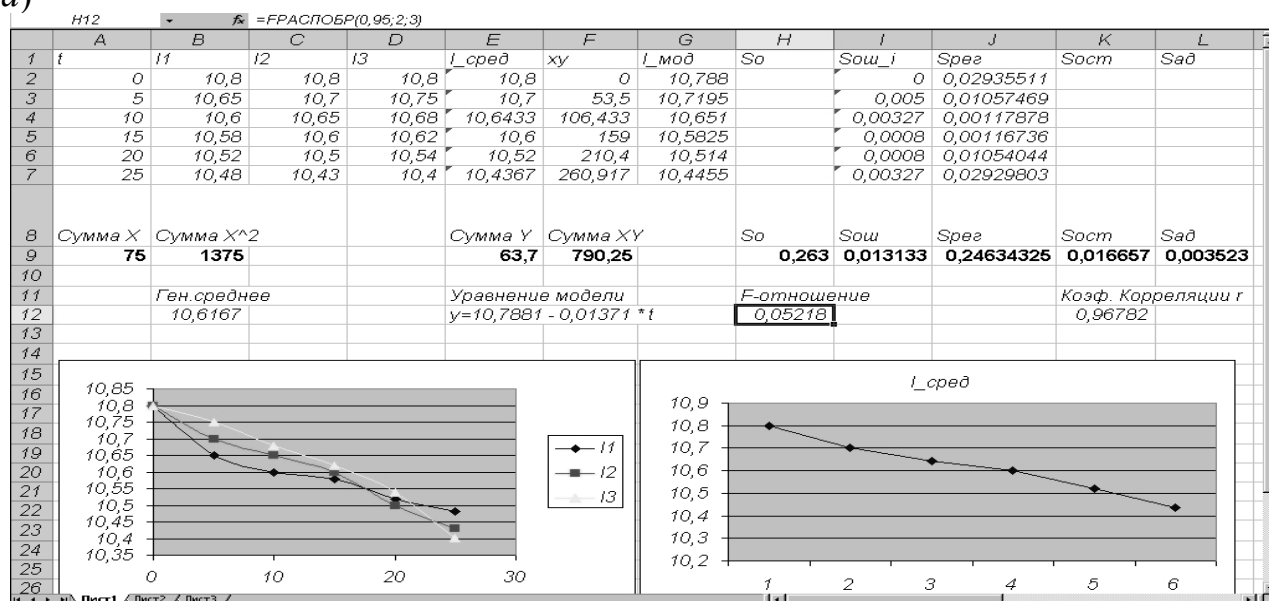 а)
H12 fx =FРАСПОБР(0,95;2;3)
A B C D E F G H I J K L
1 t I1 I2 I3 I_сред xy I_мод So Sош_i Sрег Sост Sад
2 0 10,8 10,8 10,8 10,8 0 10,788 0 0,02935511
3 5 10,65 10,7 10,75 10,7 53,5 10,7195 0,005 0,01057469
4 10 10,6 10,65 10,68 10,6433 106,433 10,651 0,00327 0,00117878
5 15 10,58 10,6 10,62 10,6 159 10,5825 0,0008 0,00116736
6 20 10,52 10,5 10,54 10,52 210,4 10,514 0,0008 0,01054044
7 25 10,48 10,43 10,4 10,4367 260,917 10,4455 0,00327 0,02929803
8 Сумма X Сумма X^2 Сумма Y Сумма XY So Sош Sрег Sост Sад
9 75 1375 63,7 790,25 0,263 0,013133 0,24634325 0,016657 0,003523
10
11 Ген.среднее Уравнение модели F-отношение Коэф. Корреляции r
12 10,6167 y=10,7881 - 0,01371 * t 0,05218 0,96782
13
14
15
16
17
18
19
20
21
22
23
24
25
26
10,85
10,8
10,75
10,7
10,65
10,6
10,55
10,5
10,45
10,4
10,35
0 10 20 30
I1
I2
I3
I_сред
10,9
10,8
10,7
10,6
10,5
10,4
10,3
10,2
1 2 3 4 5 6
Лист1 Лист2 Лист3